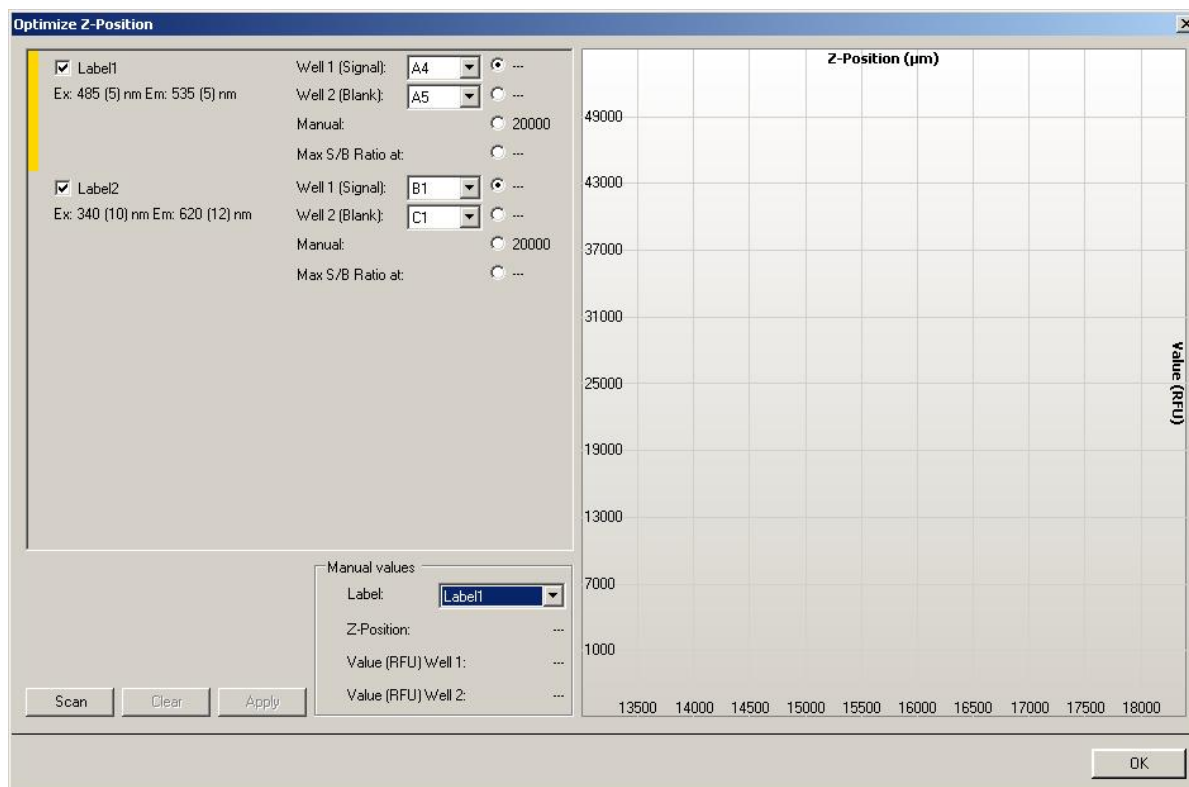 Optimize Z-Position
Label1
Ex: 485 (5) nm Em: 535 (5) nm
Well 1 (Signal): A4 ---
Well 2 (Blank): A5 ---
Manual: 20000
Max S/B Ratio at: ---
Label2
Ex: 340 (10) nm Em: 620 (12) nm
Well 1 (Signal): B1 ---
Well 2 (Blank): C1 ---
Manual: 20000
Max S/B Ratio at: ---
Manual values
Label: Label1
Z-Position: ---
Value (RFU) Well 1: ---
Value (RFU) Well 2: ---
Scan Clear Apply
Z-Position (µm)
49000
43000
37000
31000
25000
19000
13000
7000
1000
Value (RFU)
13500 14000 14500 15000 15500 16000 16500 17000 17500 18000
OK